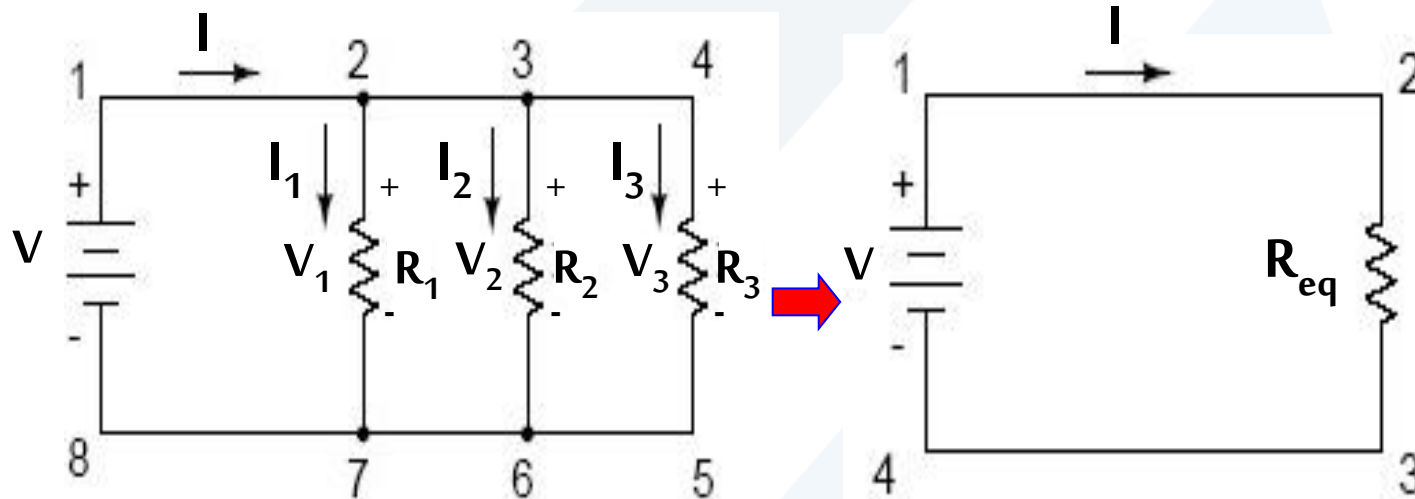 I I
1 2 3 4 1 2
I1 I2 I3
+ + + + +
V V1 R1 V2 R2 V3 R3 V Req
- - - - -
8 7 6 5 4 3